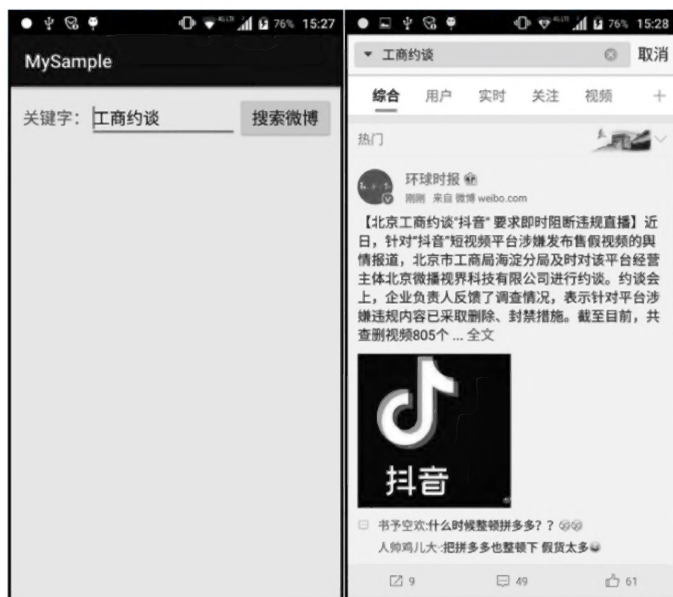 76% 15:27
MySample
关键字：
工商约谈
搜索微博
76% 15:28
工商约谈
取消
综合 用户 实时 关注 视频
热门
环球时报
刚刚 来自 微博 weibo.com
【北京工商约谈“抖音” 要求即时阻断违规直播】近
日，针对“抖音”短视频平台涉嫌发布售假视频的舆
情报道，北京市工商局海淀分局及时对该平台经营
主体北京微播视界科技有限公司进行约谈。约谈会
上，企业负责人反馈了调查情况，表示针对平台涉
嫌违规内容已采取删除、封禁措施。截至目前，共
查删视频805个 ... 全文
抖音
书予空欢:什么时候整顿拼多多？？
人帅鸡儿大-:把拼多多也整顿下 假货太多
9 49 61